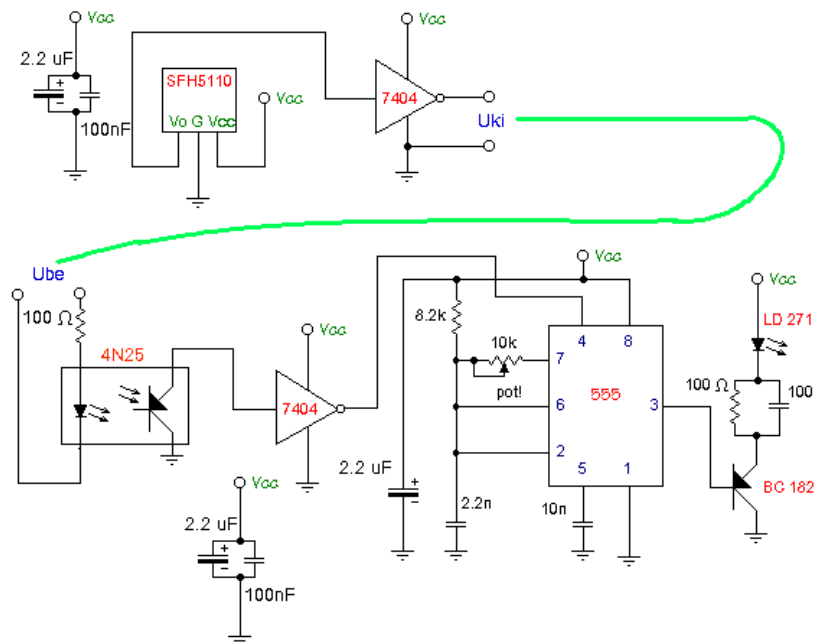 Vcc
2.2 uF
+
−
100nF
SFH5110
Vo G Vcc
Vcc
Vcc
7404
Uki
Ube
100 Ω
4N25
Vcc
7404
Vcc
8.2k
10k
pot!
4 8
7
6
555
3
2
5 1
2.2 uF
+
−
2.2n
10n
Vcc
LD 271
100 Ω
100
BC 182
Vcc
2.2 uF
+
−
100nF